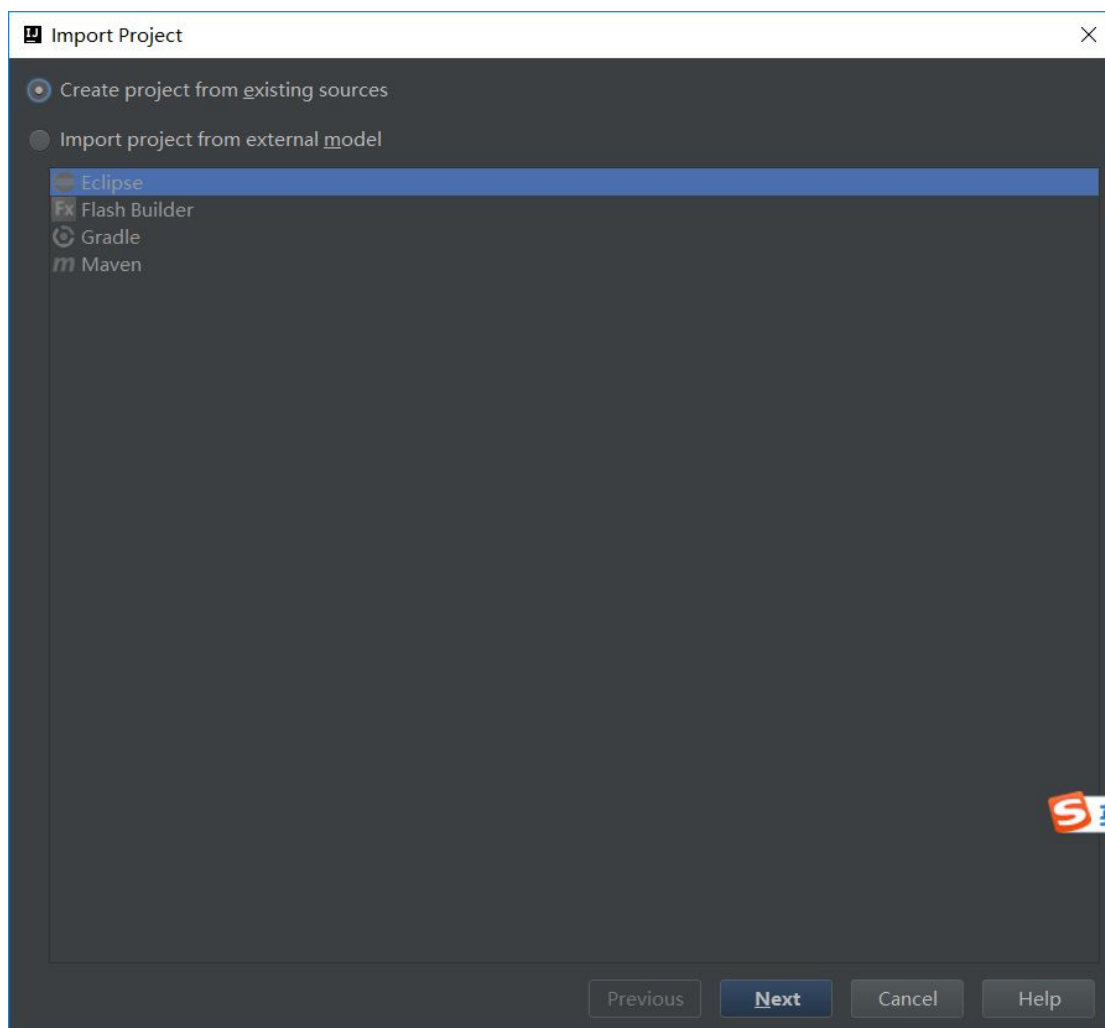 IJ Import Project
Create project from existing sources
Import project from external model
Eclipse
Fx Flash Builder
Gradle
m Maven
S
Previous Next Cancel Help